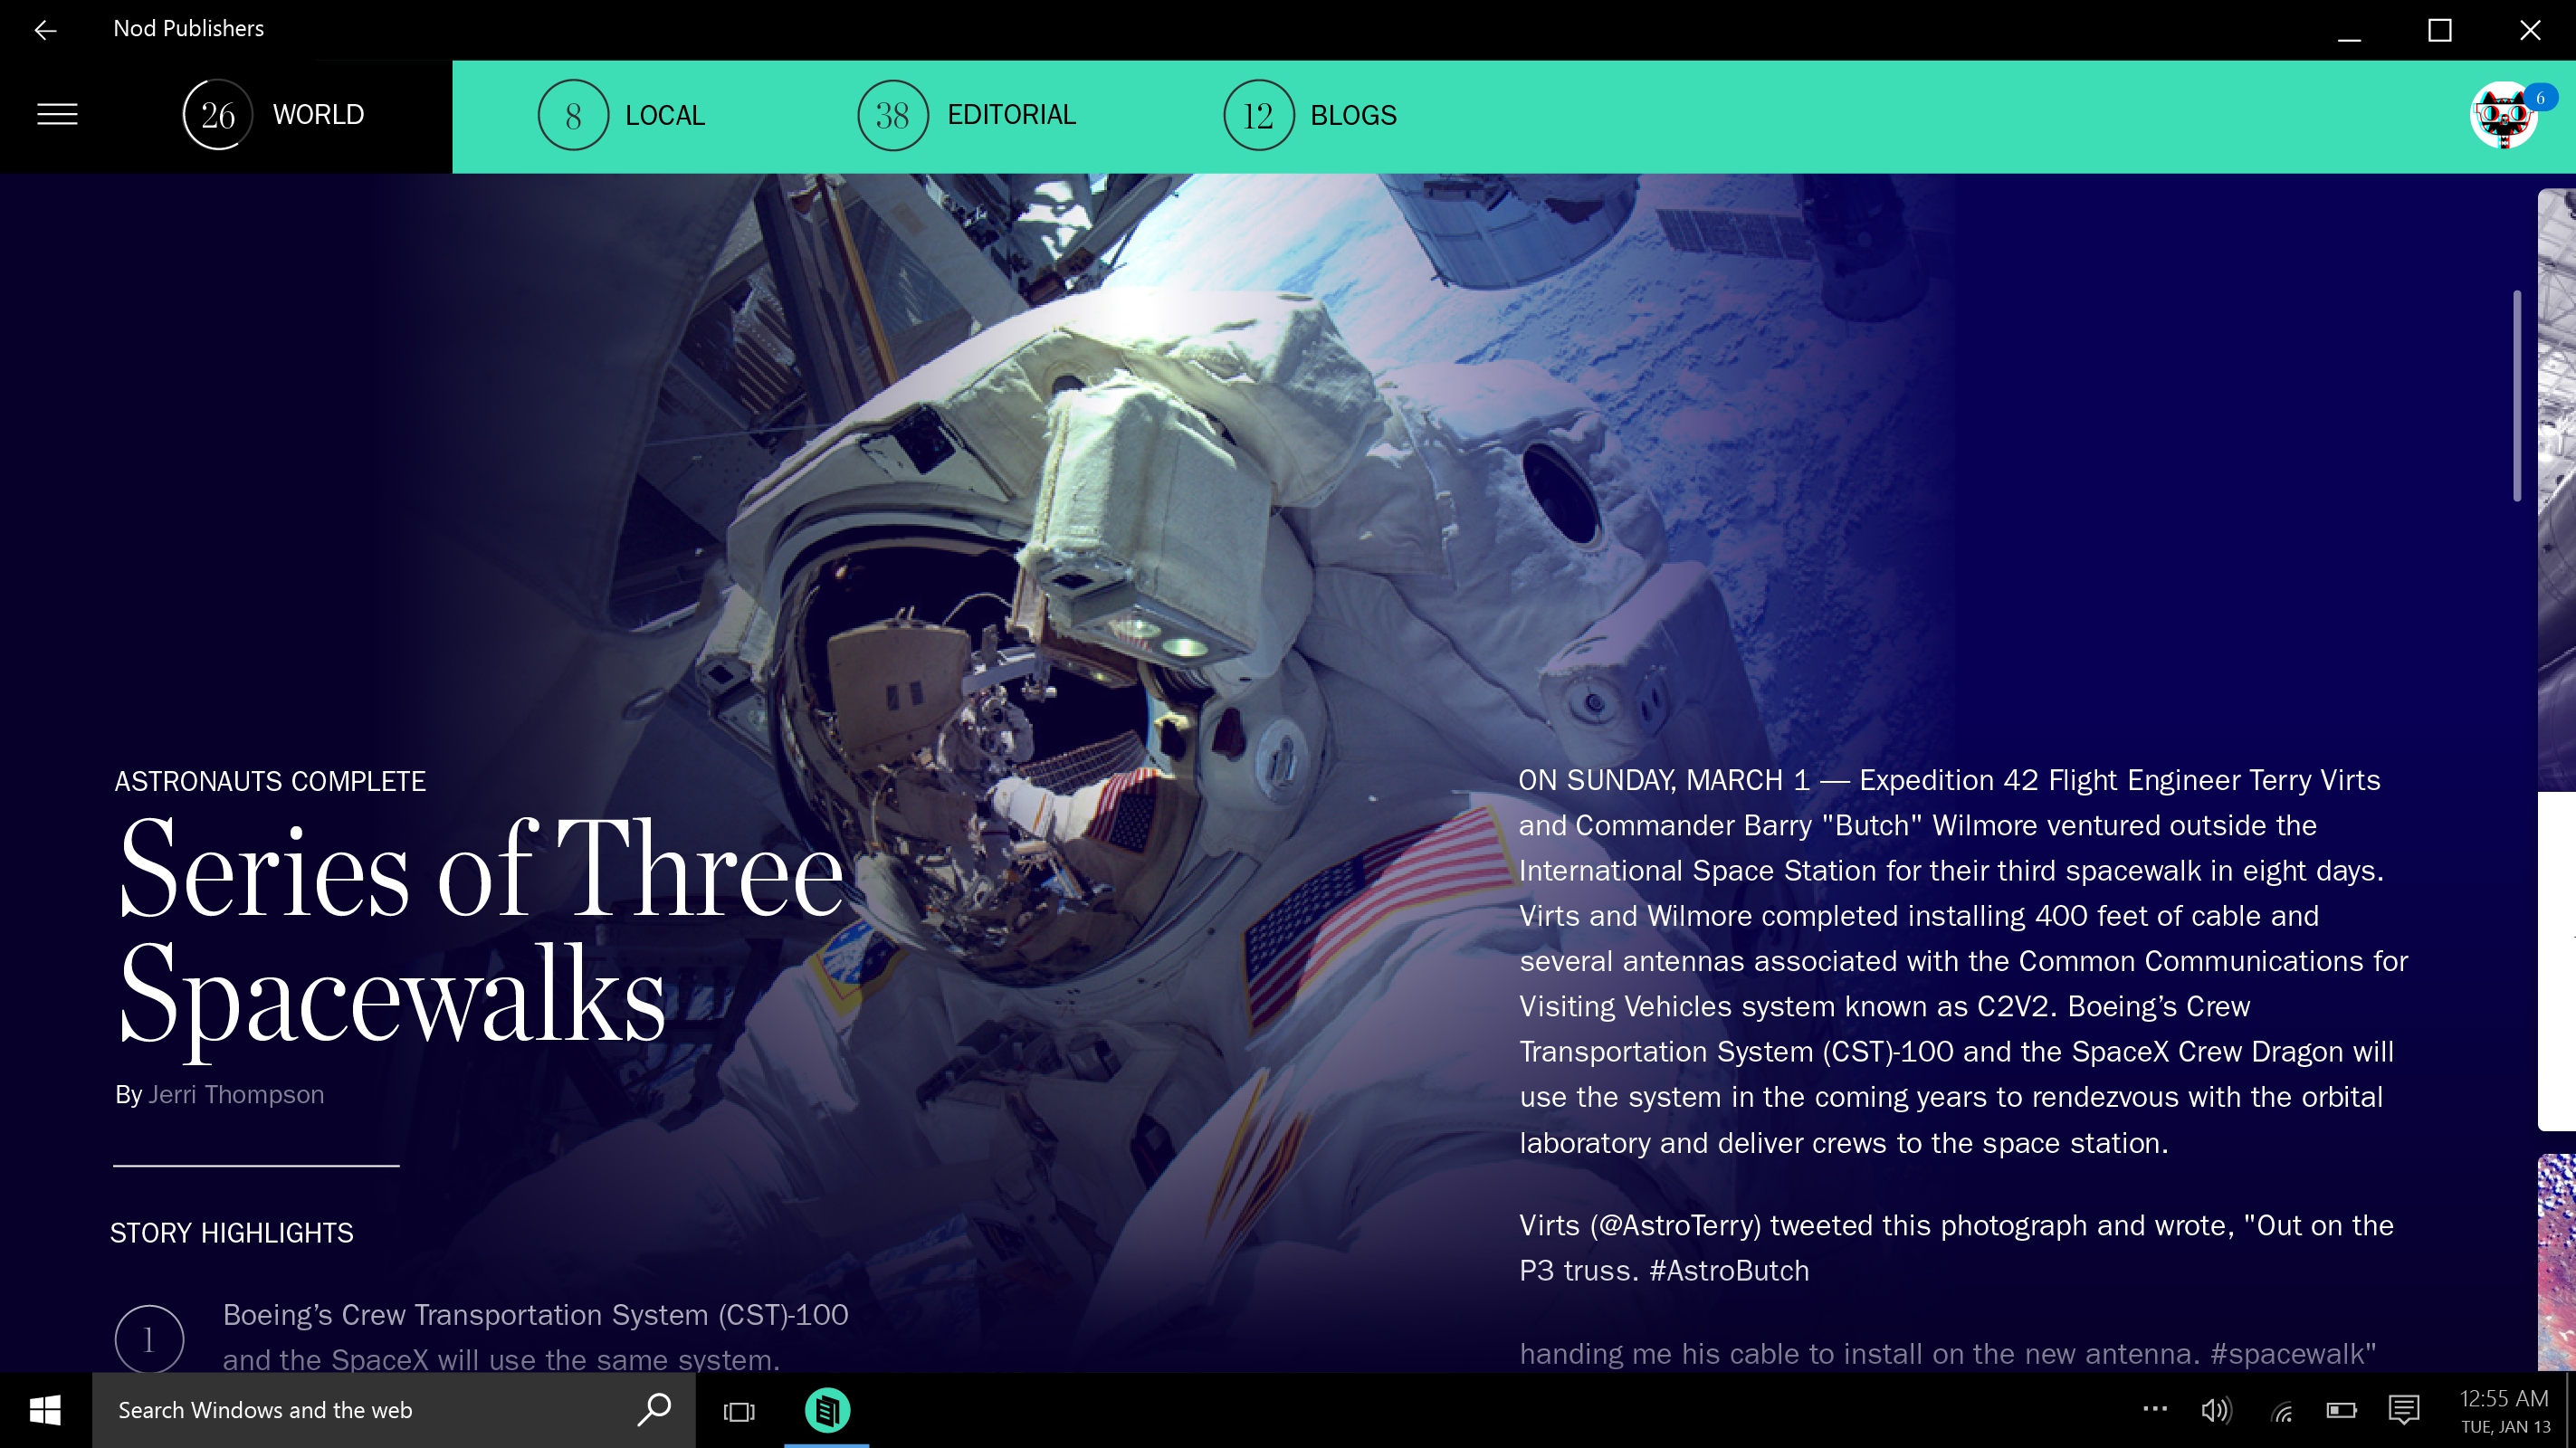 Nod Publishers
26 WORLD
8 LOCAL
38 EDITORIAL
12 BLOGS
6
ASTRONAUTS COMPLETE
Series of Three
Spacewalks
By Jerri Thompson
STORY HIGHLIGHTS
1
Boeing’s Crew Transportation System (CST)-100
and the SpaceX will use the same system.
ON SUNDAY, MARCH 1 — Expedition 42 Flight Engineer Terry Virts
and Commander Barry "Butch" Wilmore ventured outside the
International Space Station for their third spacewalk in eight days.
Virts and Wilmore completed installing 400 feet of cable and
several antennas associated with the Common Communications for
Visiting Vehicles system known as C2V2. Boeing’s Crew
Transportation System (CST)-100 and the SpaceX Crew Dragon will
use the system in the coming years to rendezvous with the orbital
laboratory and deliver crews to the space station.
Virts (@AstroTerry) tweeted this photograph and wrote, "Out on the
P3 truss. #AstroButch
handing me his cable to install on the new antenna. #spacewalk"
Search Windows and the web
12:55 AM
TUE, JAN 13